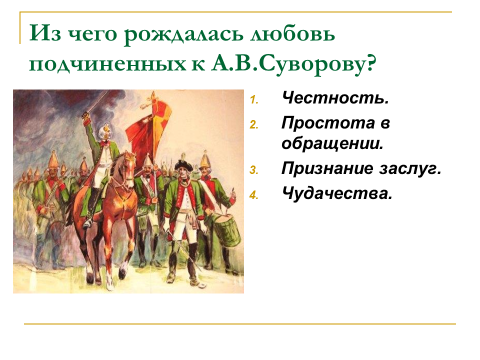 Из чего рождалась любовь
подчиненных к А.В.Суворову?
1. Честность.
2. Простота в
обращении.
3. Признание заслуг.
4. Чудачества.